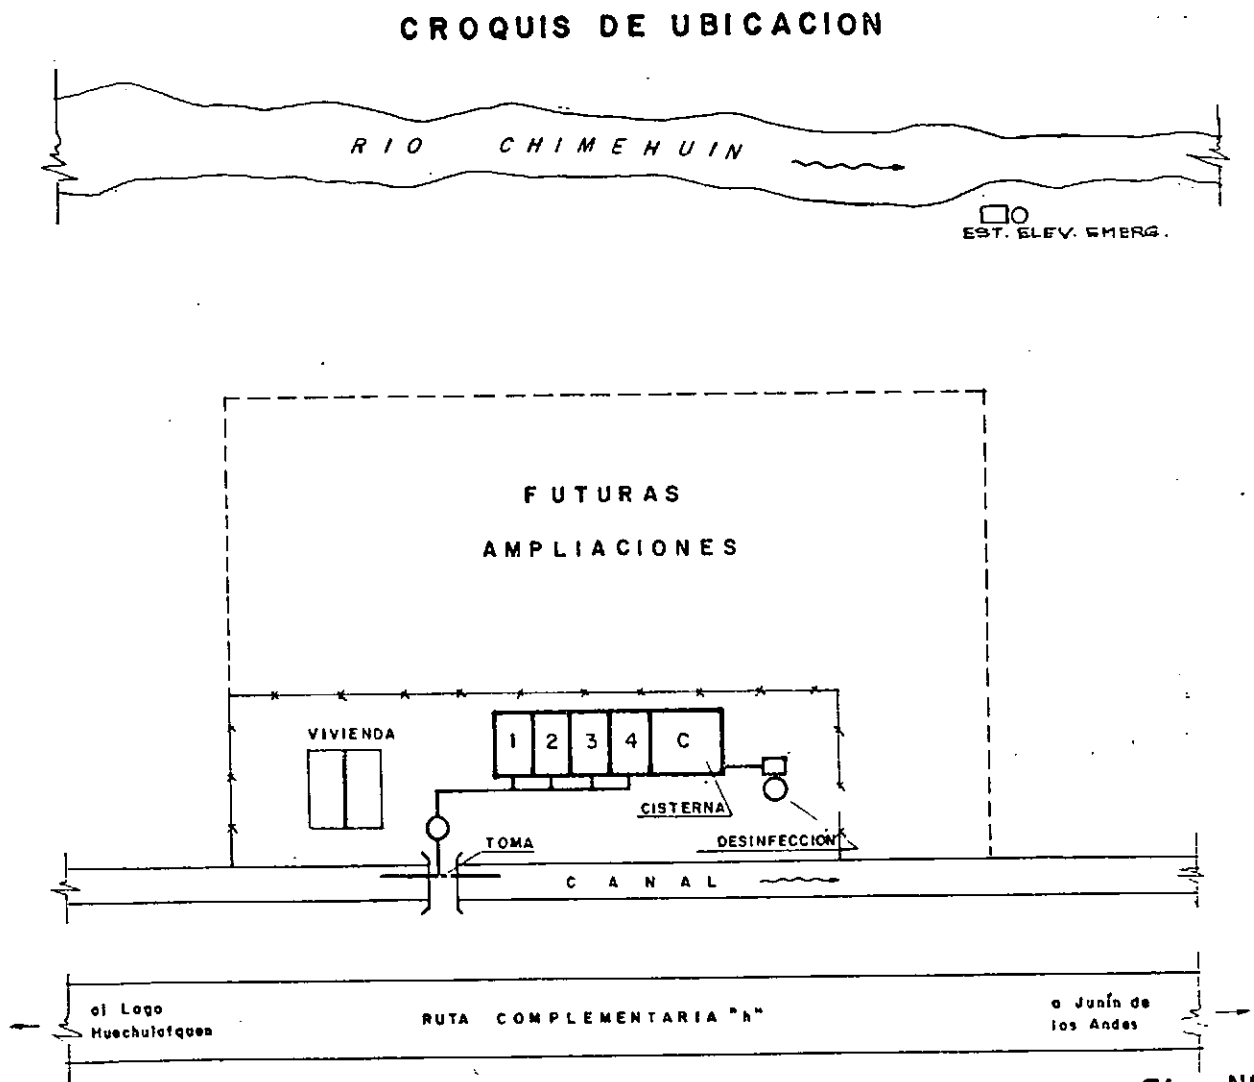 CROQUIS DE UBICACION
RIO CHIMEHUIN
EST. ELEV. EMERG.
FUTURAS
AMPLIACIONES
VIVIENDA
1 2 3 4 C
CISTERNA
TOMA
DESINFECCION
CANAL
al Lago
Huechulafquen
RUTA COMPLEMENTARIA "h"
a Junín de
los Andes